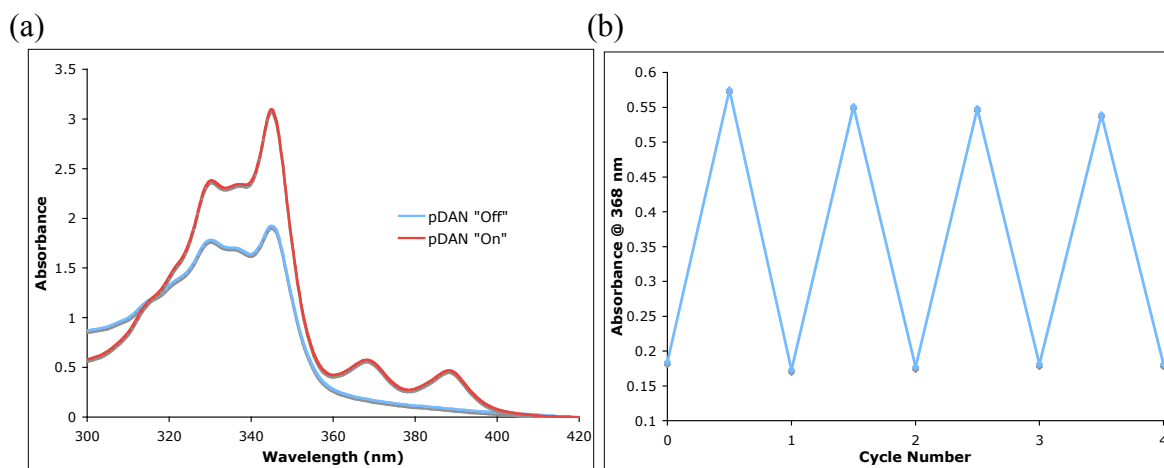 (a)
3.5
3
2.5
2
1.5
1
0.5
0
Absorbance
pDAN "Off"
pDAN "On"
300 320 340 360 380 400 420
Wavelength (nm)
(b)
0.6
0.55
0.5
0.45
0.4
0.35
0.3
0.25
0.2
0.15
0.1
Absorbance @ 368 nm
0 1 2 3 4
Cycle Number